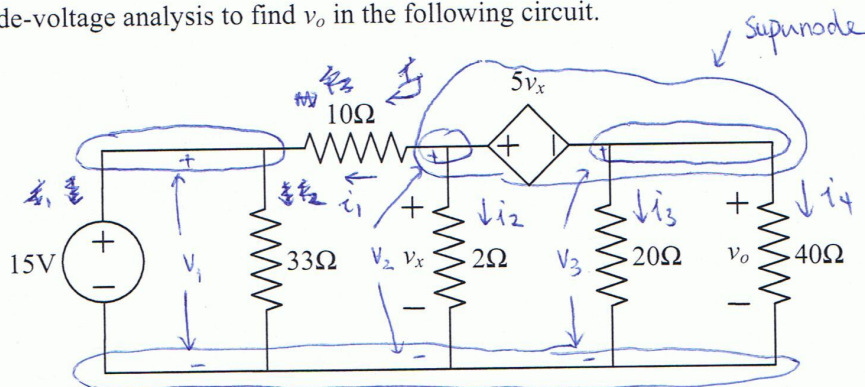 de-voltage analysis to find vₒ in the following circuit.
supunode
5vₓ
10Ω
+ + + + |
i₁ i₂ i₃ i₄
+ + +
15V V₁ 33Ω V₂ vₓ 2Ω V₃ 20Ω vₒ 40Ω
− − −
− − −